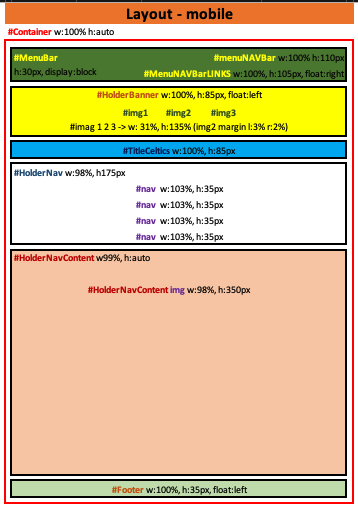 Layout - mobile
#Container w:100% h:auto
#MenuBar #menuNAVBar w:100% h:110px
h:30px, display:block #MenuNAVBarLINKS w:100%, h:105px, float:right
#HolderBanner w:100%, h:85px, float:left
#img1 #img2 #img3
#imag 1 2 3 -> w: 31%, h:135% (img2 margin l:3% r:2%)
#TitleCeltics w:100%, h:85px
#HolderNav w:98%, h175px
#nav w:103%, h:35px
#nav w:103%, h:35px
#nav w:103%, h:35px
#nav w:103%, h:35px
#HolderNavContent w99%, h:auto
#HolderNavContent img w:98%, h:350px
#Footer w:100%, h:35px, float:left